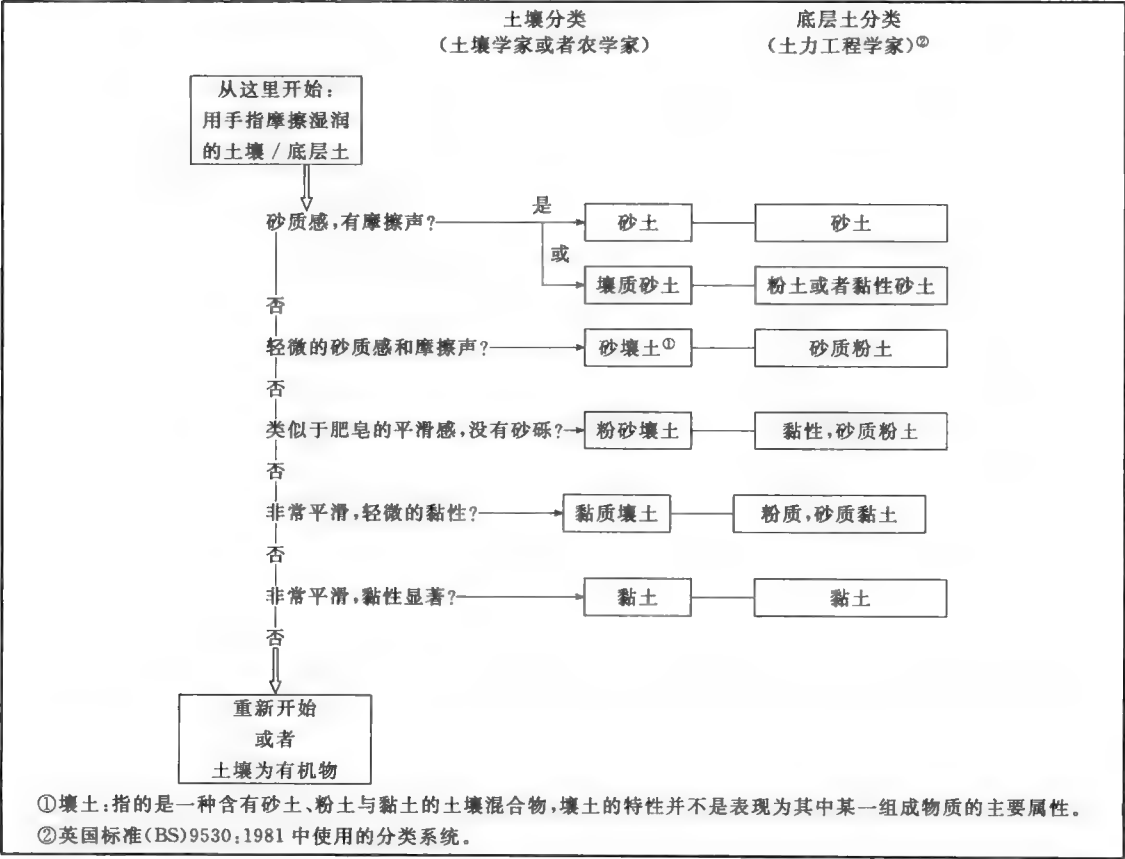 土壤分类
(土壤学家或者农学家)
底层土分类
(土力工程学家)②
从这里开始:
用手指摩擦湿润
的土壤/底层土
砂质感,有摩擦声?
是
砂土
砂土
或
壤质砂土
粉土或者黏性砂土
否
轻微的砂质感和摩擦声?
砂壤土①
砂质粉土
否
类似于肥皂的平滑感,没有砂砾?
粉砂壤土
黏性,砂质粉土
否
非常平滑,轻微的黏性?
黏质壤土
粉质,砂质黏土
否
非常平滑,黏性显著?
黏土
黏土
否
重新开始
或者
土壤为有机物
①壤土:指的是一种含有砂土、粉土与黏土的土壤混合物,壤土的特性并不是表现为其中某一组成物质的主要属性。
②英国标准(BS)9530:1981 中使用的分类系统。